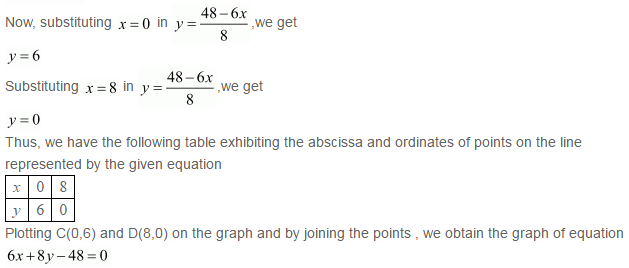 Now, substituting x = 0 in y = (48 – 6x)/8 ,we get
y = 6
Substituting x = 8 in y = (48 – 6x)/8 ,we get
y = 0
Thus, we have the following table exhibiting the abscissa and ordinates of points on the line
represented by the given equation
x 0 8
y 6 0
Plotting C(0,6) and D(8,0) on the graph and by joining the points , we obtain the graph of equation
6x + 8y – 48 = 0